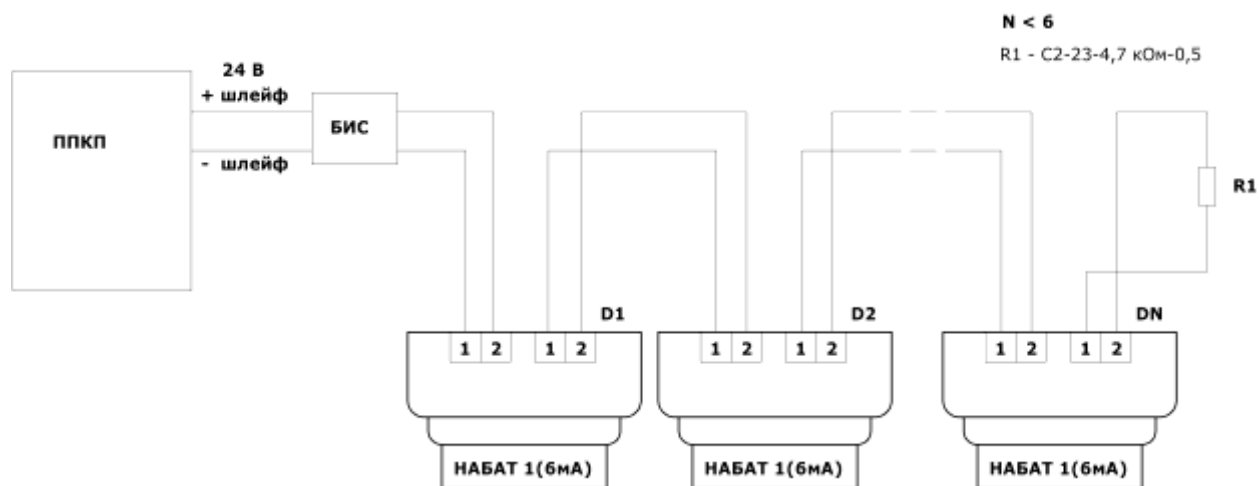 N < 6
R1 - С2-23-4,7 кОм-0,5
24 В
+ шлейф
ППКП
БИС
- шлейф
R1
D1
D2
DN
1 2 1 2
1 2 1 2
1 2 1 2
НАБАТ 1(6мА)
НАБАТ 1(6мА)
НАБАТ 1(6мА)